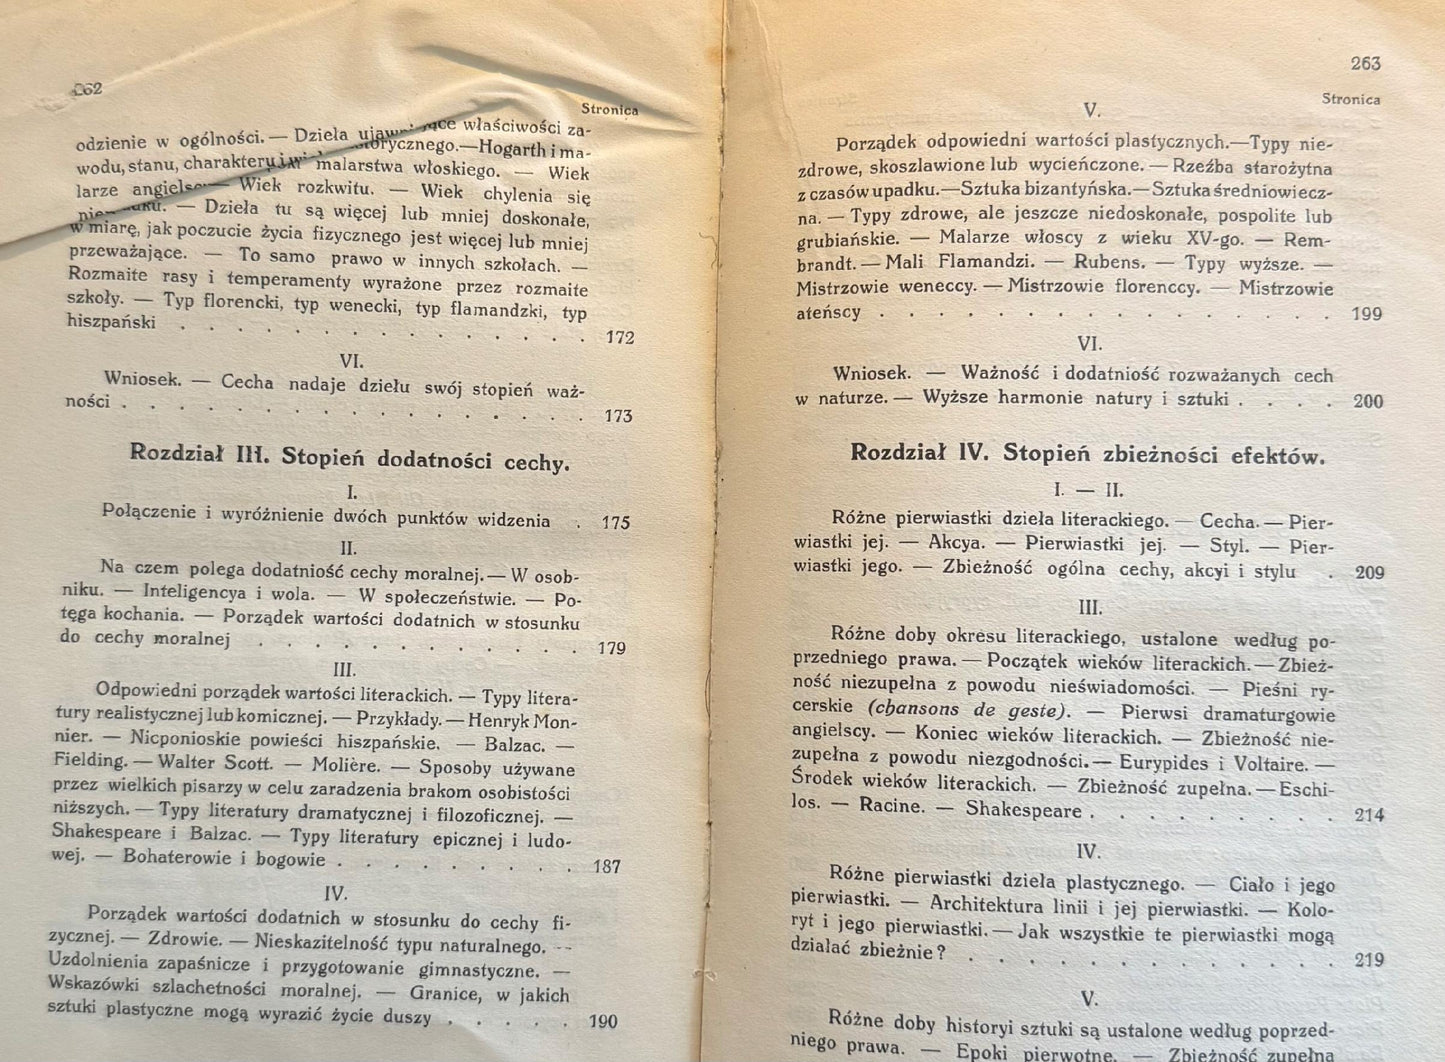 262
Stronica
odzienie w ogólności. — Dzieła właściwości za-
wodu, stanu, charakteru i malarstwa włoskiego. — Hogarth i ma-
larze — Wiek rozkwitu. — Wiek chylenia się
— Dzieła tu są więcej lub mniej doskonałe,
w miarę, jak poczucie życia fizycznego jest więcej lub mniej
przeważające. — To samo prawo w innych szkołach. —
Rozmaite rasy i temperamenty wyrażone przez rozmaite
szkoły. — Typ florencki, typ wenecki, typ flamandzki, typ
hiszpański . . . . . . . . . . . . . 172
VI.
Wniosek. — Cecha nadaje dziełu swój stopień waż-
ności . . . . . . . . . . . . . . . . 173
Rozdział III. Stopień dodatności cechy.
I.
Połączenie i wyróżnienie dwóch punktów widzenia . 175
II.
Na czem polega dodatniość cechy moralnej. — W osob-
niku. — Inteligencya i wola. — W społeczeństwie. — Po-
tęga kochania. — Porządek wartości dodatnich w stosunku
do cechy moralnej . . . . . . . . . . . . 179
III.
Odpowiedni porządek wartości literackich. — Typy litera-
tury realistycznej lub komicznej. — Przykłady. — Henryk Mon-
nier. — Nicponioskie powieści hiszpańskie. — Balzac. —
Fielding. — Walter Scott. — Molière. — Sposoby używane
przez wielkich pisarzy w celu zaradzenia brakom osobistości
niższych. — Typy literatury dramatycznej i filozoficznej. —
Shakespeare i Balzac. — Typy literatury epicznej i ludo-
wej. — Bohaterowie i bogowie . . . . . . . . . 187
IV.
Porządek wartości dodatnich w stosunku do cechy fi-
zycznej. — Zdrowie. — Nieskazitelność typu naturalnego. —
Uzdolnienia zapaśnicze i przygotowanie gimnastyczne. —
Wskazówki szlachetności moralnej. — Granice, w jakich
sztuki plastyczne mogą wyrazić życie duszy . . . . . 190
263
Stronica
V.
Porządek odpowiedni wartości plastycznych.—Typy nie-
zdrowe, skoszlawione lub wycieńczone. — Rzeźba starożytna
z czasów upadku.—Sztuka bizantyńska.—Sztuka średniowiecz-
na. — Typy zdrowe, ale jeszcze niedoskonałe, pospolite lub
grubiańskie. — Malarze włoscy z wieku XV-go. — Rem-
brandt. — Mali Flamandzi. — Rubens. — Typy wyższe. —
Mistrzowie weneccy. — Mistrzowie florenccy. — Mistrzowie
ateńscy . . . . . . . . . . . . . . . . 199
VI.
Wniosek. — Ważność i dodatniość rozważanych cech
w naturze. — Wyższe harmonie natury i sztuki . . . . 200
Rozdział IV. Stopień zbieżności efektów.
I. — II.
Różne pierwiastki dzieła literackiego. — Cecha. — Pier-
wiastki jej. — Akcya. — Pierwiastki jej. — Styl. — Pier-
wiastki jego. — Zbieżność ogólna cechy, akcyi i stylu . 209
III.
Różne doby okresu literackiego, ustalone według po-
przedniego prawa. — Początek wieków literackich. — Zbież-
ność niezupełna z powodu nieświadomości. — Pieśni ry-
cerskie (chansons de geste). — Pierwsi dramaturgowie
angielscy. — Koniec wieków literackich. — Zbieżność nie-
zupełna z powodu niezgodności. — Eurypides i Voltaire. —
Środek wieków literackich. — Zbieżność zupełna. — Eschi-
los. — Racine. — Shakespeare . . . . . . . . . 214
IV.
Różne pierwiastki dzieła plastycznego. — Ciało i jego
pierwiastki. — Architektura linii i jej pierwiastki. — Kolo-
ryt i jego pierwiastki. — Jak wszystkie te pierwiastki mogą
działać zbieżnie ? . . . . . . . . . . . . . 219
V.
Różne doby historyi sztuki są ustalone według poprzed-
niego prawa. — Epoki pierwotne. — Zbieżność zupełna